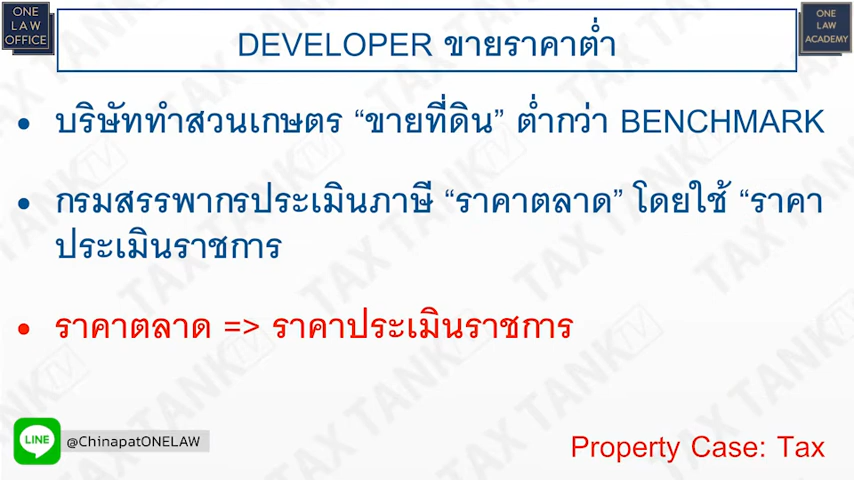 ONE
LAW
OFFICE
DEVELOPER ขายราคาต่ำ
ONE
LAW
ACADEMY
• บริษัททำสวนเกษตร “ขายที่ดิน” ต่ำกว่า BENCHMARK
• กรมสรรพากรประเมินภาษี “ราคาตลาด” โดยใช้ “ราคา
ประเมินราชการ
• ราคาตลาด => ราคาประเมินราชการ
LINE
@ChinapatONELAW
Property Case: Tax
TAX TANK TV